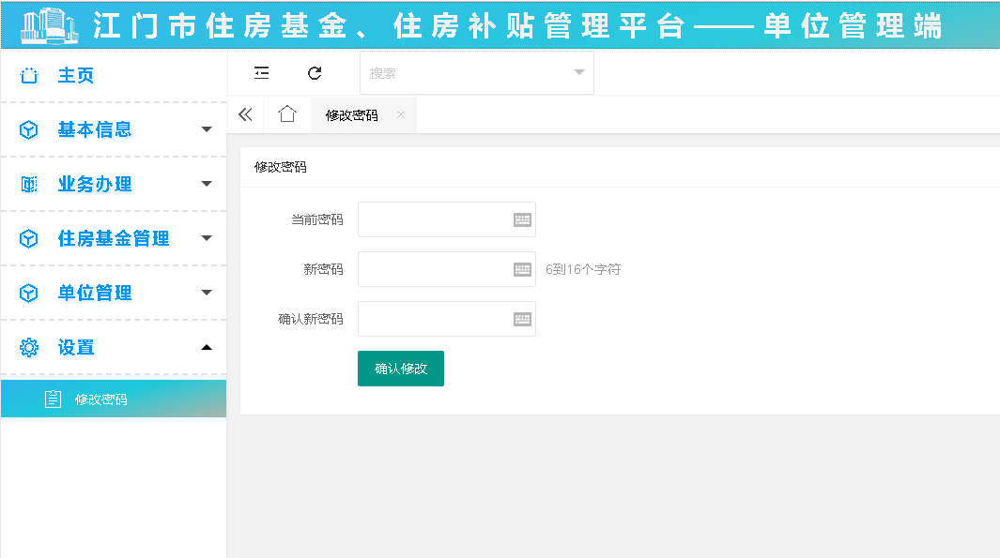 江门市住房基金、住房补贴管理平台——单位管理端
主页
基本信息
业务办理
住房基金管理
单位管理
设置
修改密码
搜索
修改密码
修改密码
当前密码
新密码 6到16个字符
确认新密码
确认修改